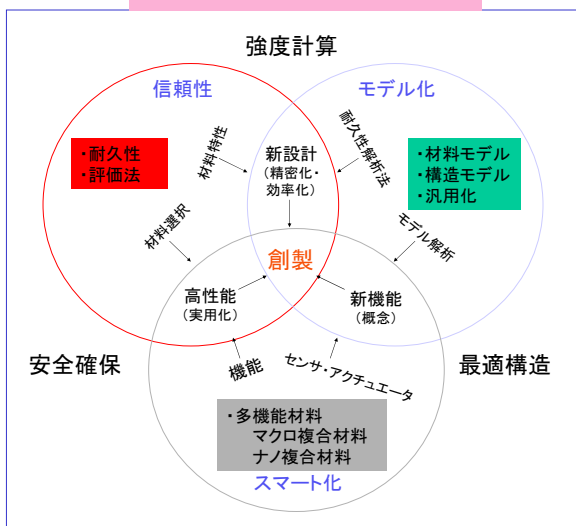 強度計算
信頼性
モデル化
・耐久性
・評価法
材料特性
新設計
(精密化・
効率化)
耐久性解析法
・材料モデル
・構造モデル
・汎用化
材料選択
モデル解析
創製
高性能
(実用化)
新機能
(概念)
安全確保
最適構造
機能
センサ・アクチュエータ
・多機能材料
マクロ複合材料
ナノ複合材料
スマート化